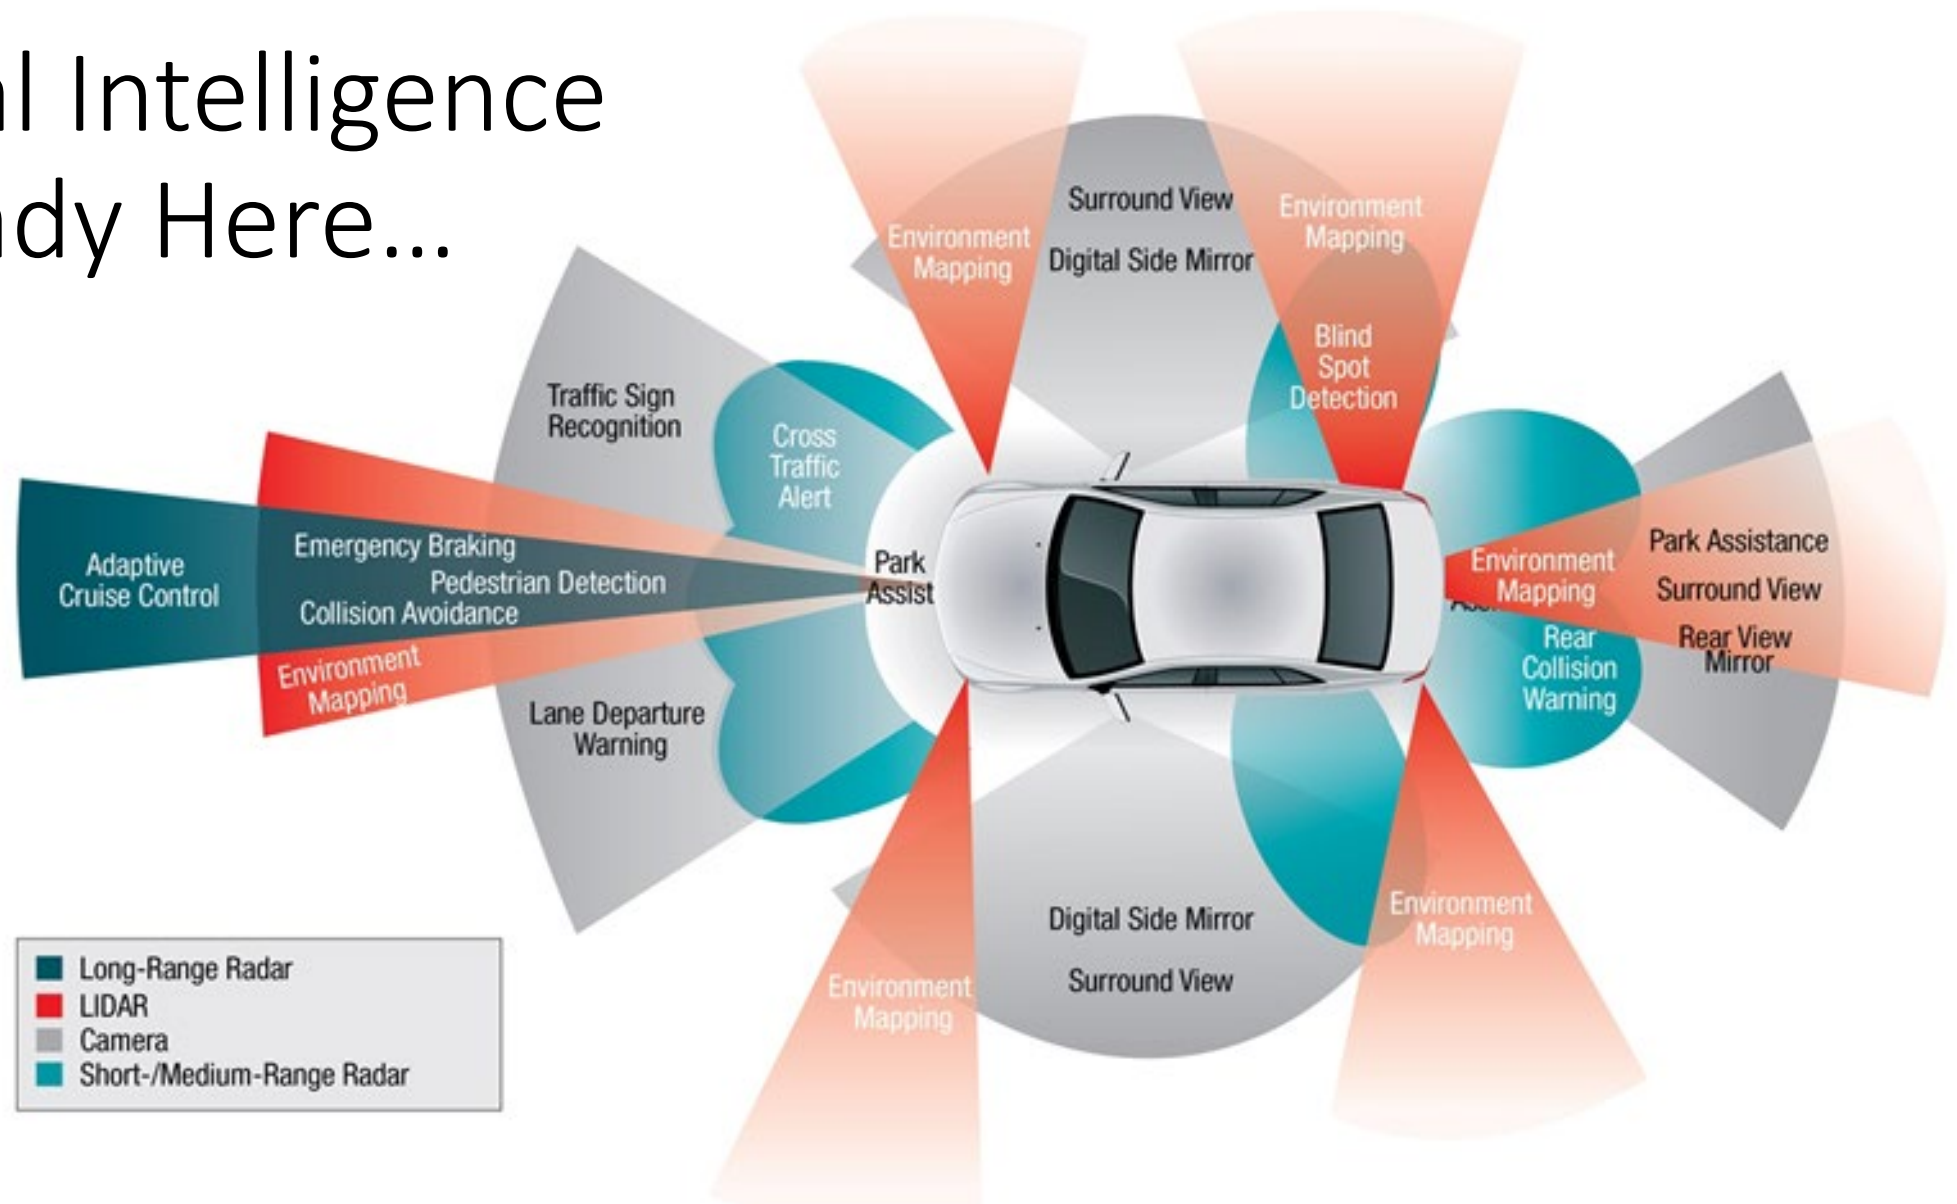 Intelligence
Here...
Surround View
Digital Side Mirror
Environment
Mapping
Environment
Mapping
Blind
Spot
Detection
Traffic Sign
Recognition
Cross
Traffic
Alert
Adaptive
Cruise Control
Emergency Braking
Pedestrian Detection
Collision Avoidance
Environment
Mapping
Park
Assist
Lane Departure
Warning
Environment
Mapping
Park Assistance
Surround View
Rear View
Mirror
Rear
Collision
Warning
Digital Side Mirror
Surround View
Environment
Mapping
Environment
Mapping
Long-Range Radar
LIDAR
Camera
Short-/Medium-Range Radar